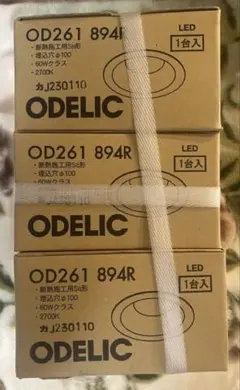 OD261 894R
LED
1台入
・断熱施工用SB形
・埋込穴φ100
・60Wクラス
・2700K
カJ230110
ODELIC
OD261 894R
LED
1台入
・断熱施工用SB形
・埋込穴φ100
・60Wクラス
・2700K
ODELIC
OD261 894R
LED
1台入
・断熱施工用SB形
・埋込穴φ100
・60Wクラス
・2700K
カJ230110
ODELIC